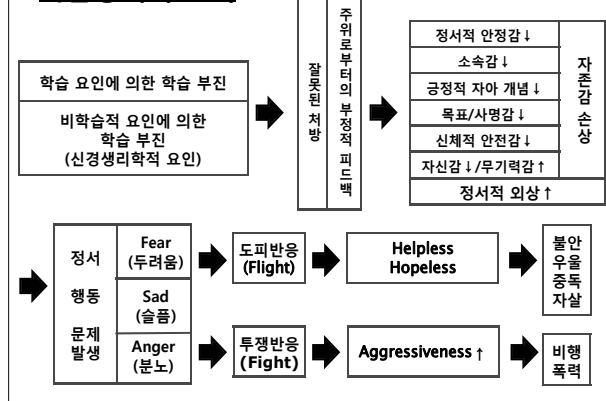 학습 요인에 의한 학습 부진
비학습적 요인에 의한
학습 부진
(신경생리학적 요인)
잘못된 처방
주위로부터의 부정적 피드백
정서적 안정감↓
소속감↓
긍정적 자아 개념↓
목표/사명감↓
신체적 안전감↓
자신감↓/무기력감↑
자존감 손상
정서적 외상↑
정서
행동
문제
발생
Fear
(두려움)
Sad
(슬픔)
Anger
(분노)
도피반응
(Flight)
Helpless
Hopeless
불안
우울
중독
자살
투쟁반응
(Fight)
Aggressiveness↑
비행
폭력